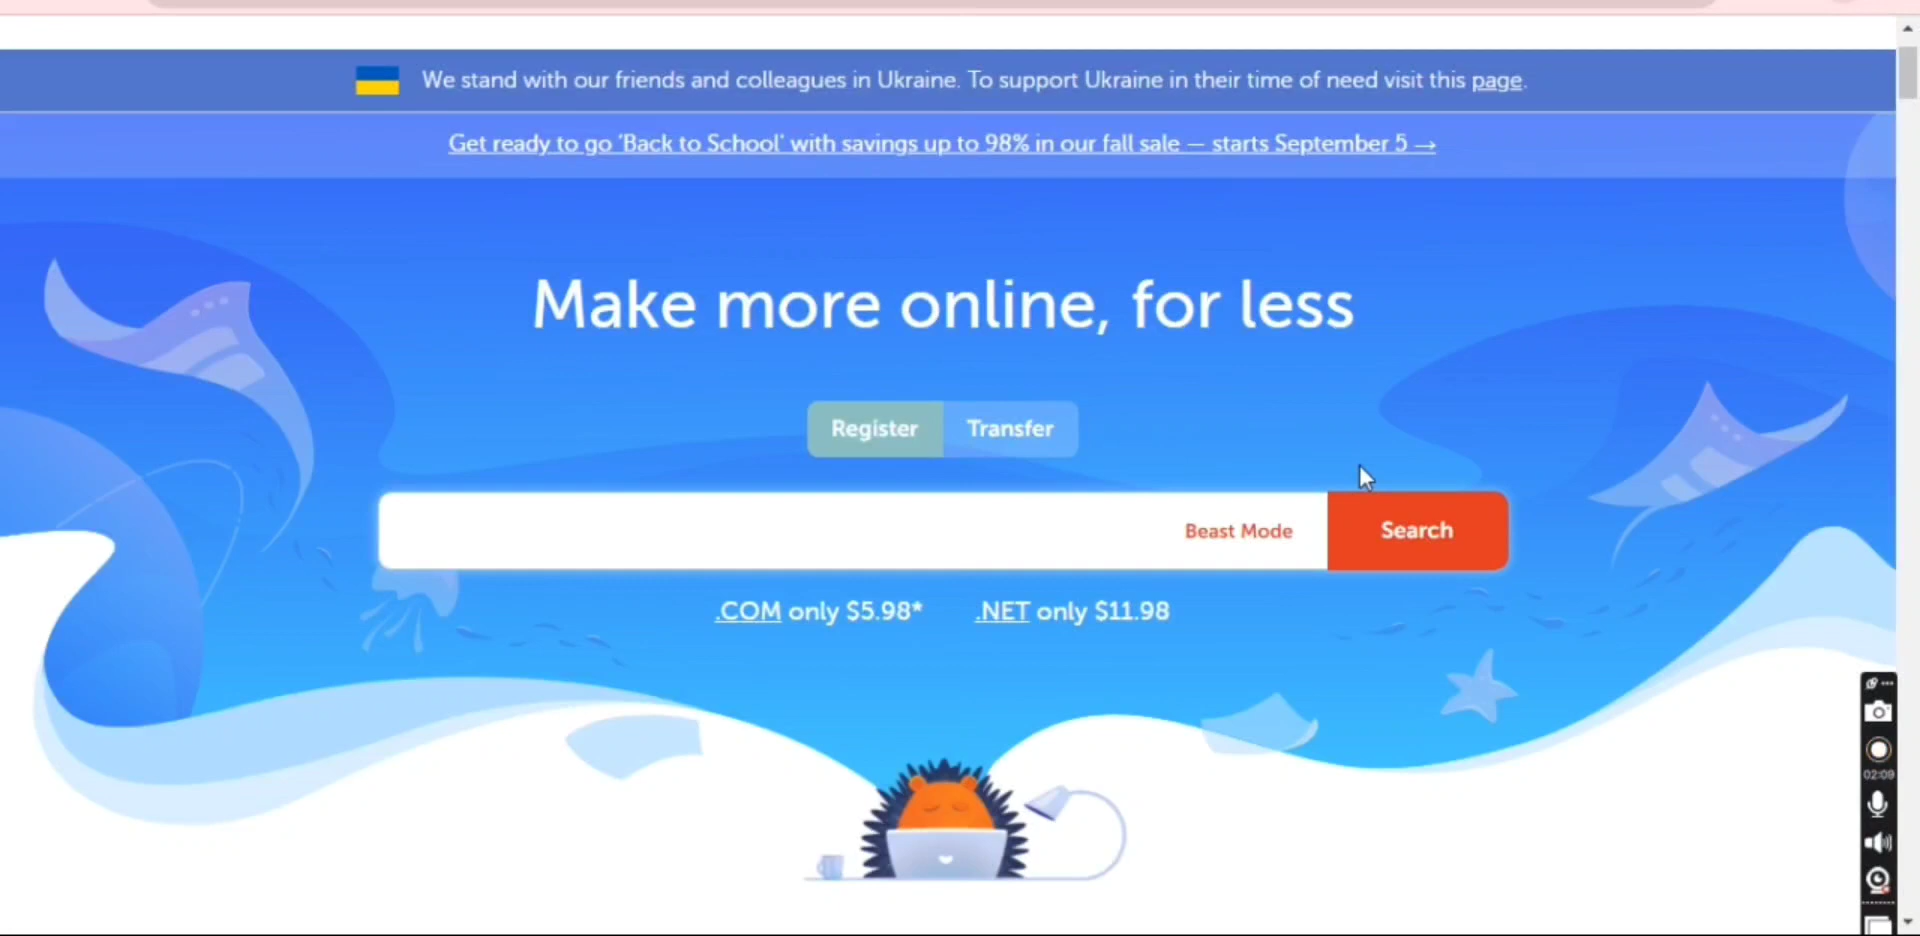 We stand with our friends and colleagues in Ukraine. To support Ukraine in their time of need visit this page.
Get ready to go 'Back to School' with savings up to 98% in our fall sale — starts September 5 →
Make more online, for less
Register Transfer
Beast Mode Search
.COM only $5.98* .NET only $11.98
02:09